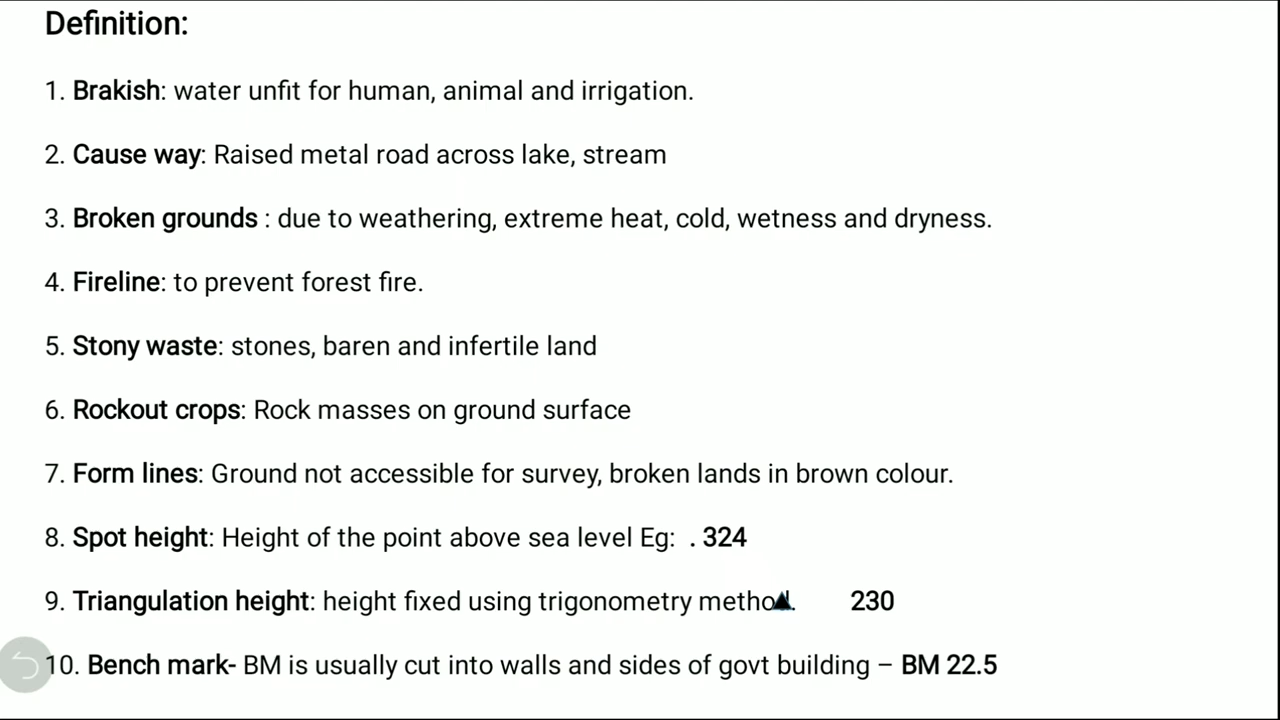 Definition:
1. Brakish: water unfit for human, animal and irrigation.
2. Cause way: Raised metal road across lake, stream
3. Broken grounds : due to weathering, extreme heat, cold, wetness and dryness.
4. Fireline: to prevent forest fire.
5. Stony waste: stones, baren and infertile land
6. Rockout crops: Rock masses on ground surface
7. Form lines: Ground not accessible for survey, broken lands in brown colour.
8. Spot height: Height of the point above sea level Eg: . 324
9. Triangulation height: height fixed using trigonometry method. 230
10. Bench mark- BM is usually cut into walls and sides of govt building – BM 22.5